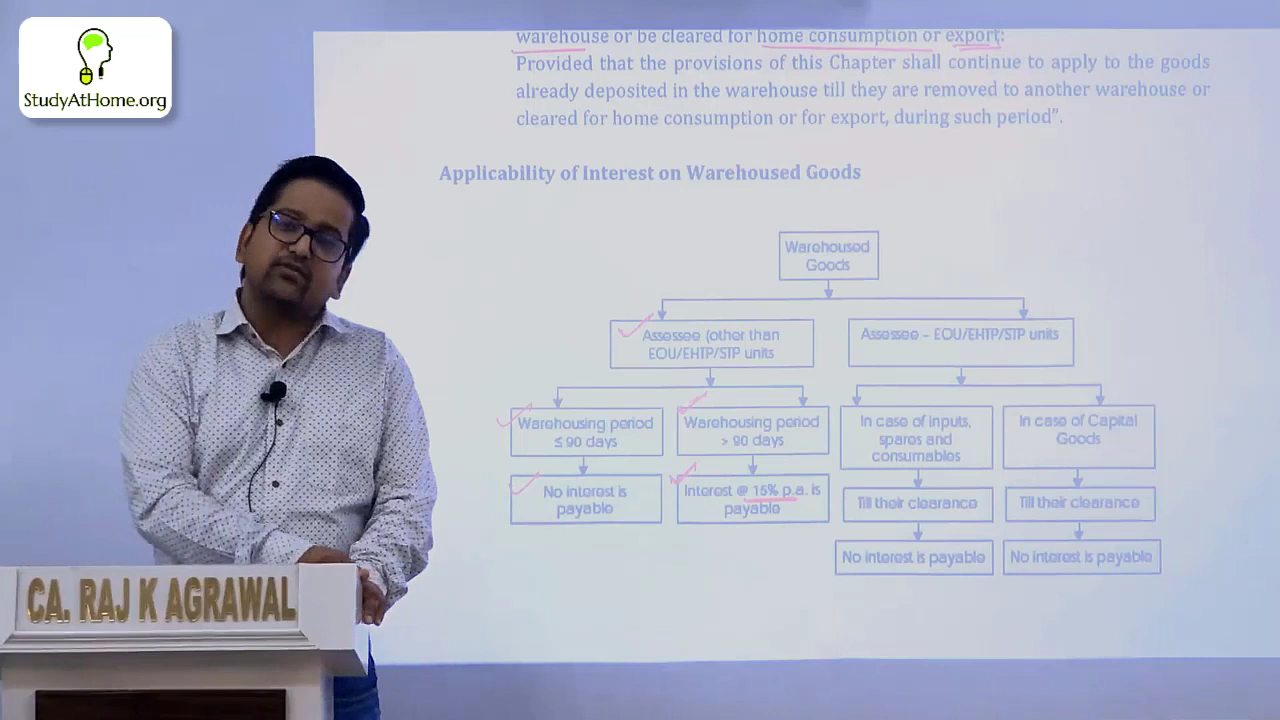 StudyAtHome.org
warehouse or be cleared for home consumption or export:
Provided that the provisions of this Chapter shall continue to apply to the goods
already deposited in the warehouse till they are removed to another warehouse or
cleared for home consumption or for export, during such period”.
Applicability of Interest on Warehoused Goods
Warehoused
Goods
Assessee (other than
EOU/EHTP/STP units
Assessee – EOU/EHTP/STP units
Warehousing period
≤ 90 days
Warehousing period
> 90 days
In case of inputs,
spares and
consumables
In case of Capital
Goods
No interest is
payable
Interest @ 15% p.a. is
payable
Till their clearance
Till their clearance
No interest is payable
No interest is payable
CA. RAJ K AGRAWAL